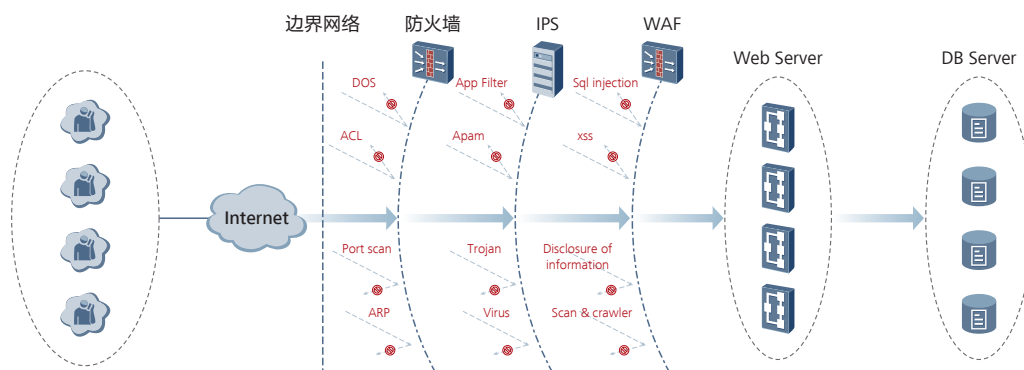 边界网络
防火墙
IPS
WAF
Web Server
DB Server
DOS
App Filter
Sql injection
ACL
Apam
xss
Internet
Port scan
Trojan
Disclosure of
information
ARP
Virus
Scan & crawler